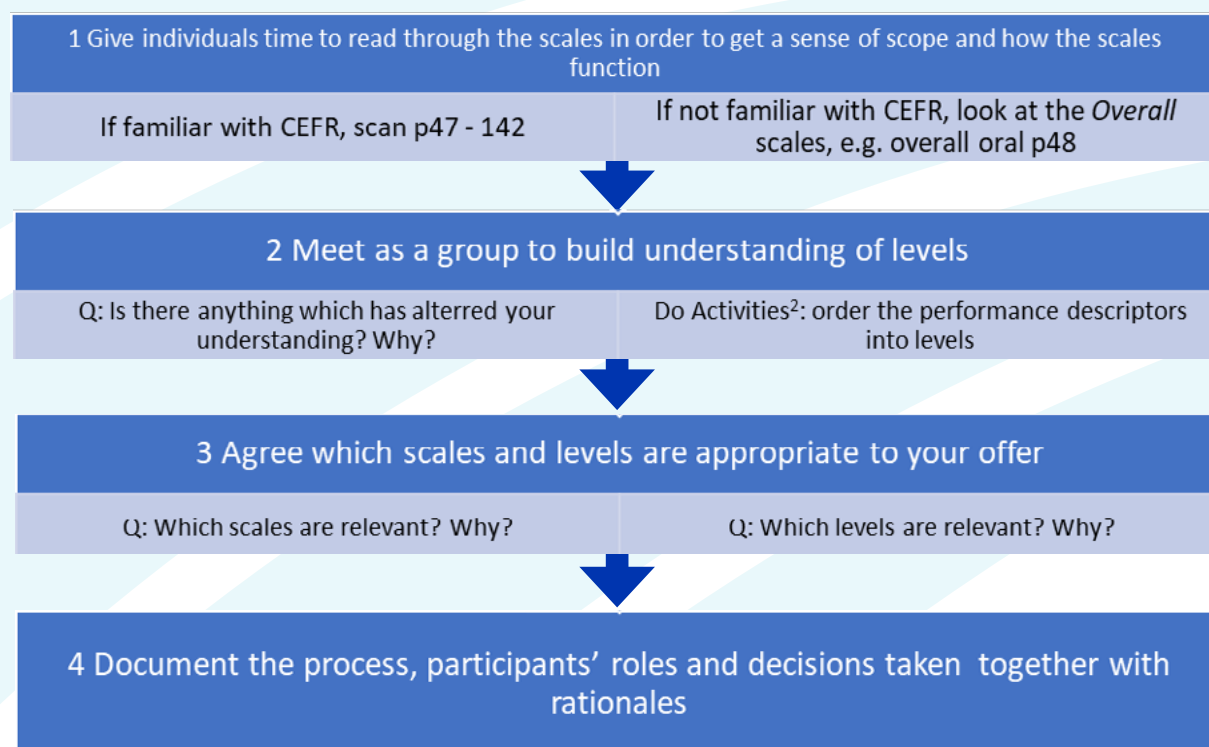 1 Give individuals time to read through the scales in order to get a sense of scope and how the scales
function
If familiar with CEFR, scan p47 - 142
If not familiar with CEFR, look at the Overall
scales, e.g. overall oral p48
2 Meet as a group to build understanding of levels
Q: Is there anything which has alterred your
understanding? Why?
Do Activities²: order the performance descriptors
into levels
3 Agree which scales and levels are appropriate to your offer
Q: Which scales are relevant? Why?
Q: Which levels are relevant? Why?
4 Document the process, participants’ roles and decisions taken together with
rationales